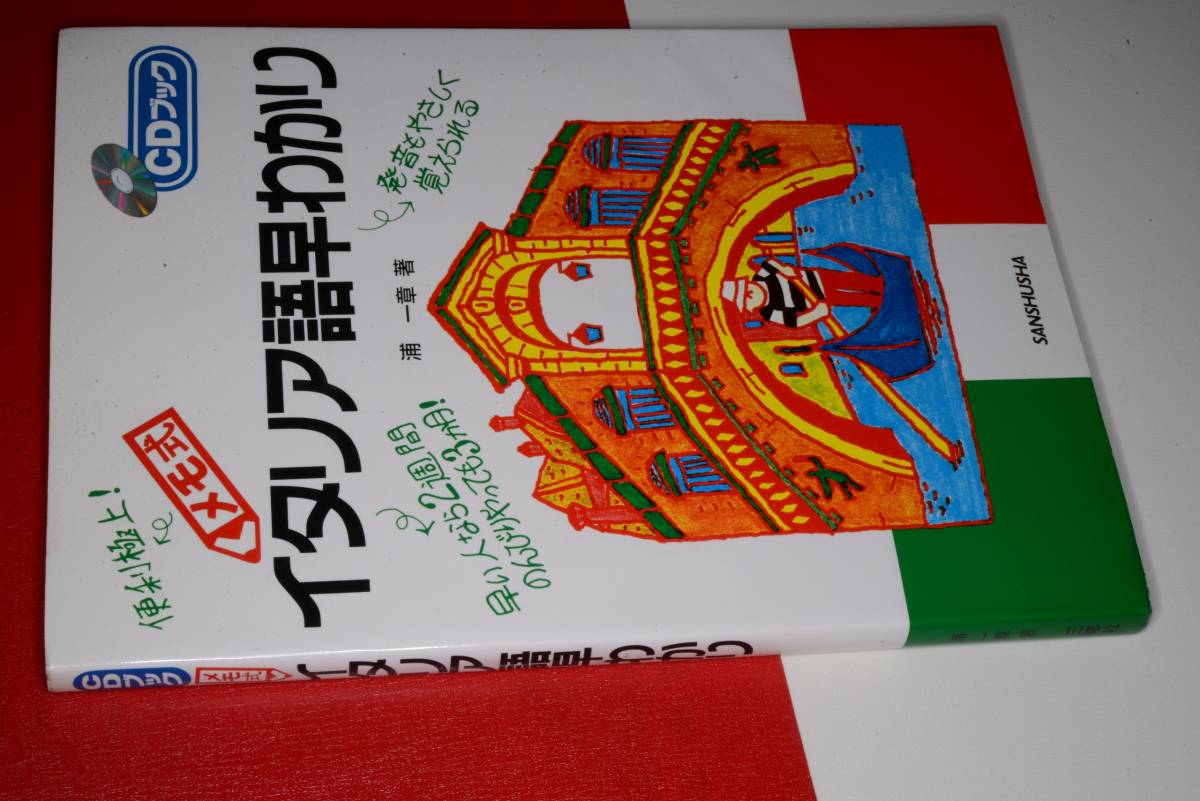 便利極上!
メモ式
CDブック
イタリア語早わかり
浦 一章 著
発音もやさしく
覚えられる
早い人なら2週間
のんびりやっても3ヵ月!
SANSHUSHA
CDブック
メモ式
イタリア語早わかり
浦 一章 著
三修社